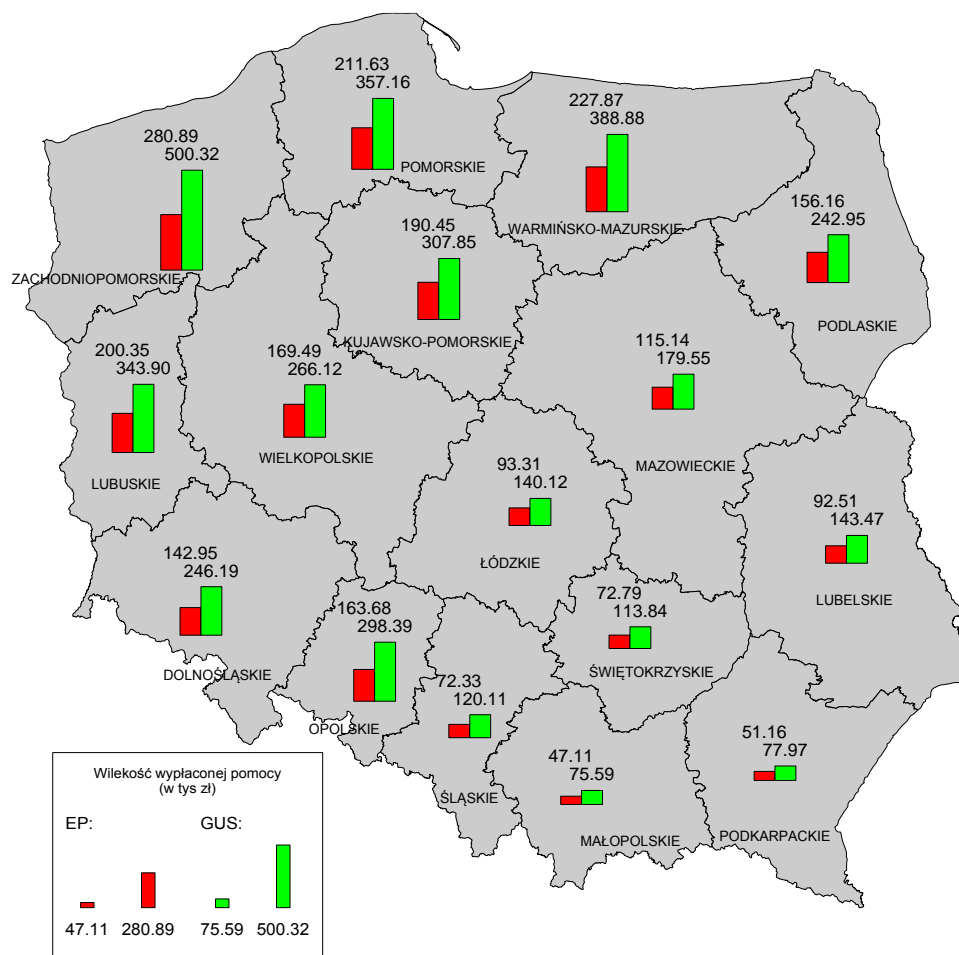 211.63
357.16
POMORSKIE
227.87
388.88
WARMIŃSKO-MAZURSKIE
280.89
500.32
ZACHODNIOPOMORSKIE
156.16
242.95
PODLASKIE
190.45
307.85
KUJAWSKO-POMORSKIE
200.35
343.90
LUBUSKIE
169.49
266.12
WIELKOPOLSKIE
115.14
179.55
MAZOWIECKIE
93.31
140.12
ŁÓDZKIE
92.51
143.47
LUBELSKIE
142.95
246.19
DOLNOŚLĄSKIE
163.68
298.39
OPOLSKIE
72.79
113.84
ŚWIĘTOKRZYSKIE
72.33
120.11
ŚLĄSKIE
47.11
75.59
MAŁOPOLSKIE
51.16
77.97
PODKARPACKIE
Wilekość wypłaconej pomocy
(w tys zł)
EP: GUS:
47.11 280.89 75.59 500.32